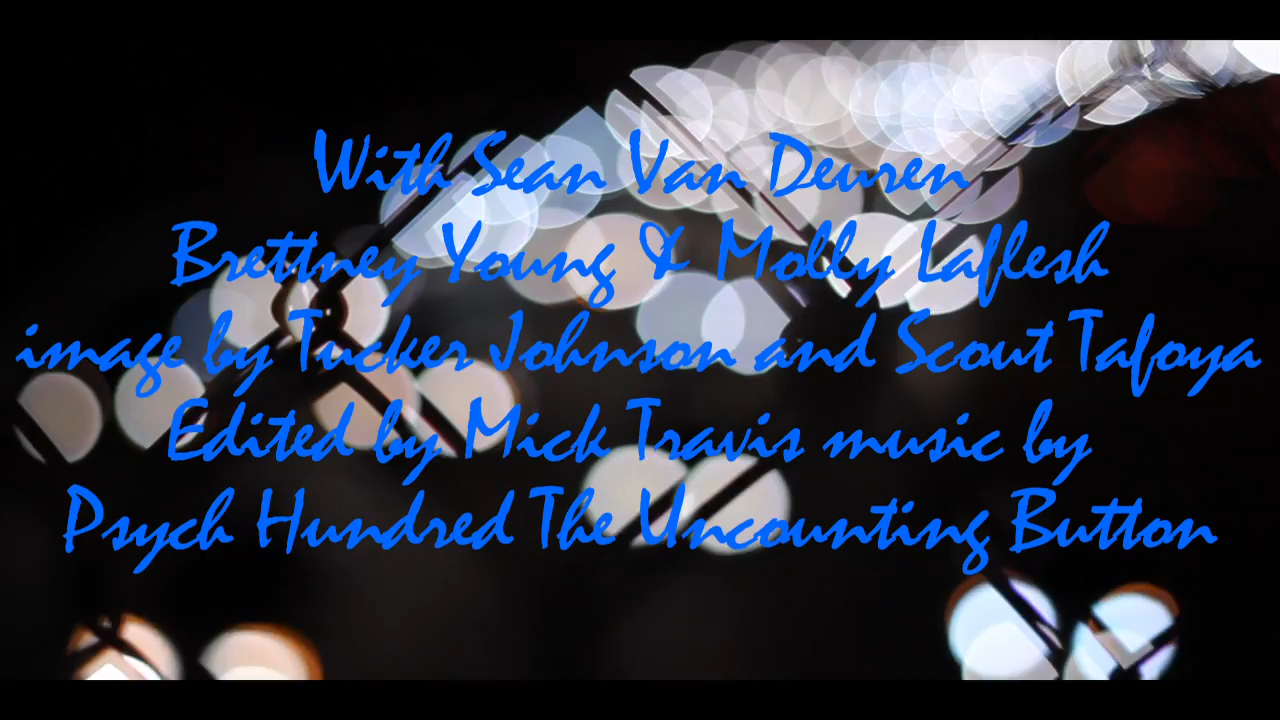 With Sean Van Deuren
Brettney Young & Molly Laflesh
image by Tucker Johnson and Scout Tafoya
Edited by Mick Travis music by
Psych Hundred The Uncounting Button